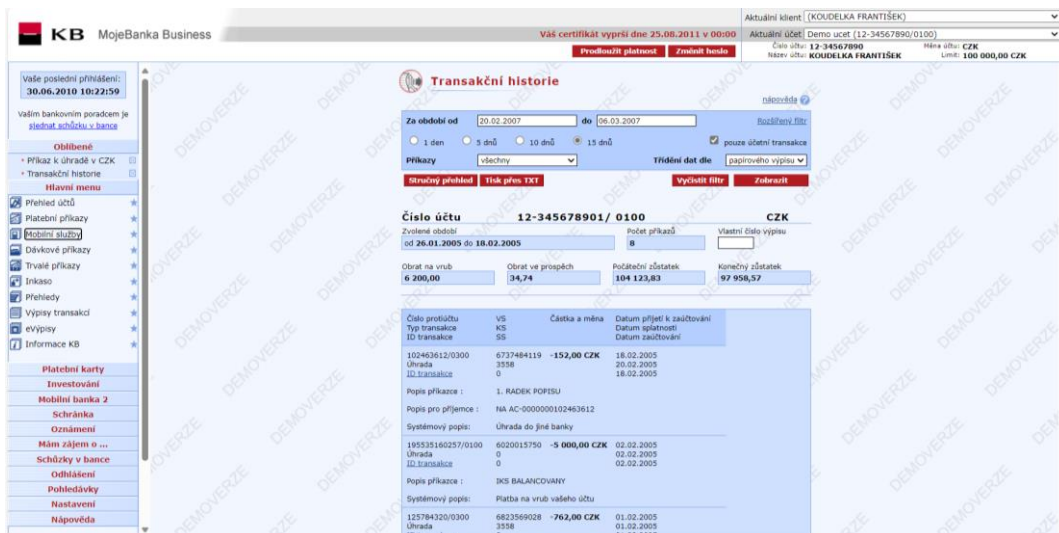 KB MojeBanka Business
Aktuální klient (KOUDELKA FRANTIŠEK)
Váš certifikát vyprší dne 25.08.2011 v 00:00
Aktuální účet Demo ucet (12-34567890/0100)
Prodloužit platnost Změnit heslo
Číslo účtu: 12-34567890 Měna účtu: CZK
Název účtu: KOUDELKA FRANTIŠEK Limit: 100 000,00 CZK
Vaše poslední přihlášení:
30.06.2010 10:22:59
Vaším bankovním poradcem je
sjednat schůzku v bance
Oblíbené
Příkaz k úhradě v CZK
Transakční historie
Hlavní menu
Přehled účtů
Platební příkazy
Mobilní služby
Dávkové příkazy
Trvalé příkazy
Inkaso
Přehledy
Výpisy transakcí
eVýpisy
Informace KB
Platební karty
Investování
Mobilní banka 2
Schránka
Oznámení
Mám zájem o ...
Schůzky v bance
Odhlášení
Pohledávky
Nastavení
Nápověda
Transakční historie
nápověda
Za období od 20.02.2007 do 06.03.2007 Rozšířený filtr
1 den 5 dnů 10 dnů 15 dnů pouze účetní transakce
Příkazy všechny Třídění dat dle papírového výpisu
Stručný přehled Tisk přes TXT Vyčistit filtr Zobrazit
Číslo účtu 12-345678901/ 0100 CZK
Zvolené období Počet příkazů Vlastní číslo výpisu
od 26.01.2005 do 18.02.2005 8
Obrat na vrub Obrat ve prospěch Počáteční zůstatek Konečný zůstatek
6 200,00 34,74 104 123,83 97 958,57
Číslo protiúčtu VS Částka a měna Datum přijetí k zaúčtování
Typ transakce KS Datum splatnosti
ID transakce SS Datum zaúčtování
102463612/0300 6737484119 -152,00 CZK 18.02.2005
Úhrada 3558 20.02.2005
ID transakce 0 18.02.2005
Popis příkazce : 1. RADEK POPISU
Popis pro příjemce : NA AC-0000000102463612
Systémový popis: Úhrada do jiné banky
195535160257/0100 6020015750 -5 000,00 CZK 02.02.2005
Úhrada 0 02.02.2005
ID transakce 0 02.02.2005
Popis příkazce : IKS BALANCOVANY
Systémový popis: Platba na vrub vašeho účtu
125784320/0300 6823569028 -762,00 CZK 01.02.2005
Úhrada 3558 01.02.2005
DEMOVERZE